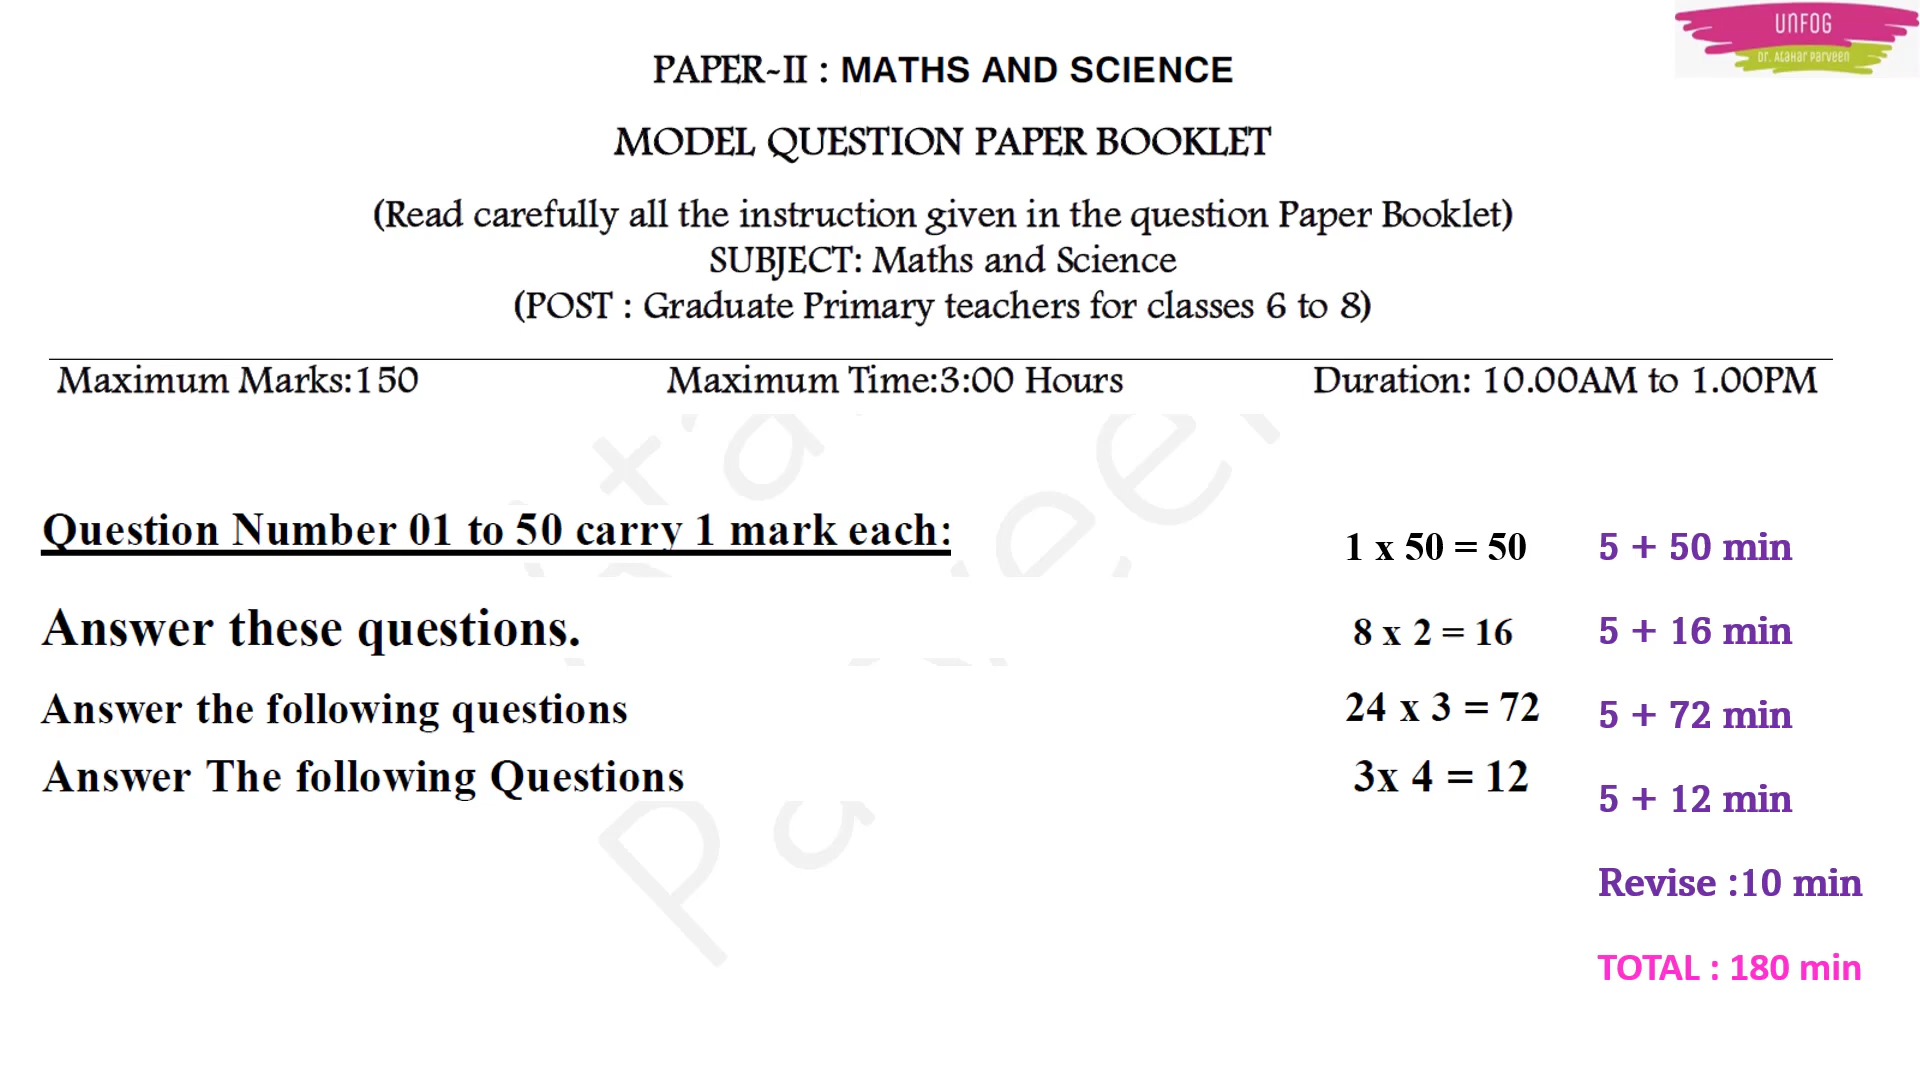 UNFOG
Dr. Atahar Parveen
PAPER-II : MATHS AND SCIENCE
MODEL QUESTION PAPER BOOKLET
(Read carefully all the instruction given in the question Paper Booklet)
SUBJECT: Maths and Science
(POST : Graduate Primary teachers for classes 6 to 8)
Maximum Marks:150 Maximum Time:3:00 Hours Duration: 10.00AM to 1.00PM
Question Number 01 to 50 carry 1 mark each: 1 x 50 = 50 5 + 50 min
Answer these questions. 8 x 2 = 16 5 + 16 min
Answer the following questions 24 x 3 = 72 5 + 72 min
Answer The following Questions 3x 4 = 12 5 + 12 min
Revise :10 min
TOTAL : 180 min